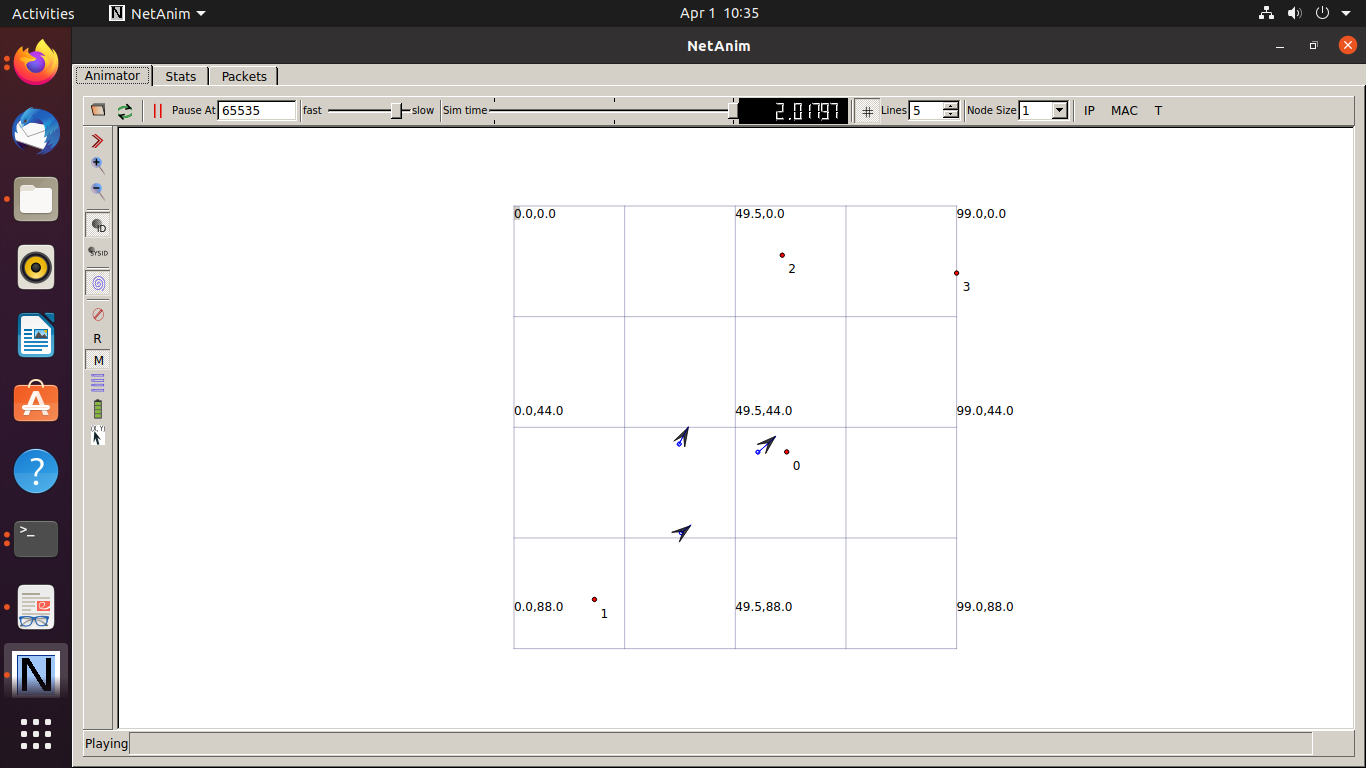 Activities NetAnim Apr 1 10:35
NetAnim
Animator Stats Packets
Pause At 65535 fast slow Sim time 2.01797 Lines 5 Node Size 1 IP MAC T
ID
SYSID
R
M
(X,Y)
0.0,0.0 49.5,0.0 99.0,0.0
2
3
0.0,44.0 49.5,44.0 99.0,44.0
0
0.0,88.0 49.5,88.0 99.0,88.0
1
>_
N
Playing